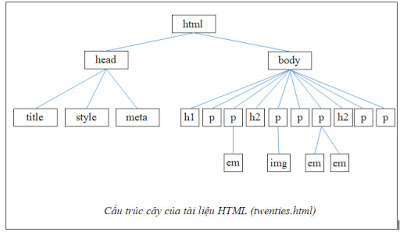 html
head body
title style meta h1 p p h2 p p p h2 p p
em img em em
Cấu trúc cây của tài liệu HTML (twenties.html)